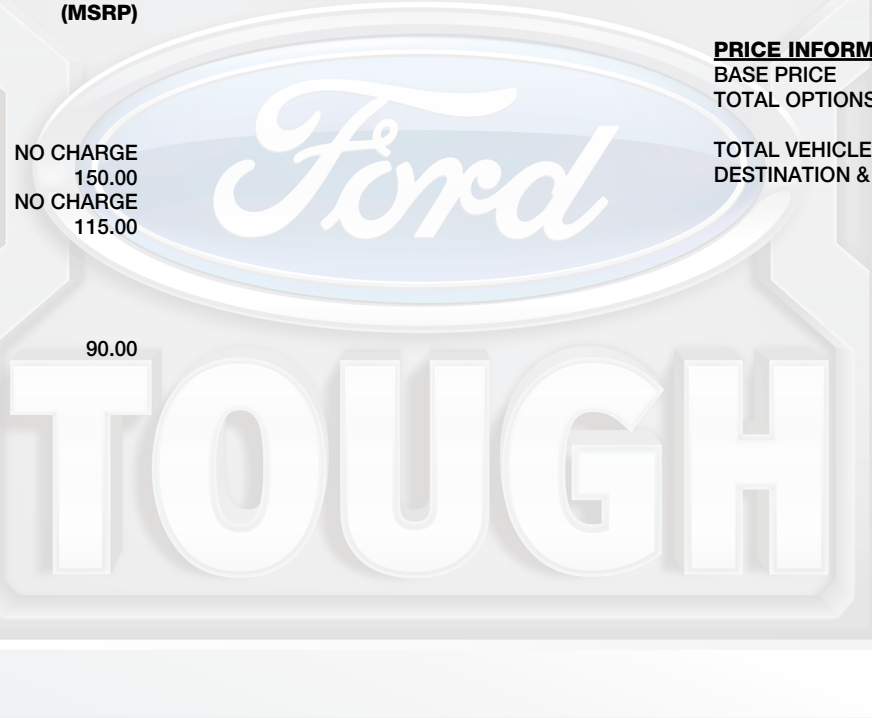 (MSRP)
NO CHARGE
150.00
NO CHARGE
115.00
90.00
PRICE INFORM
BASE PRICE
TOTAL OPTIONS
TOTAL VEHICLE
DESTINATION &
Ford
TOUGH